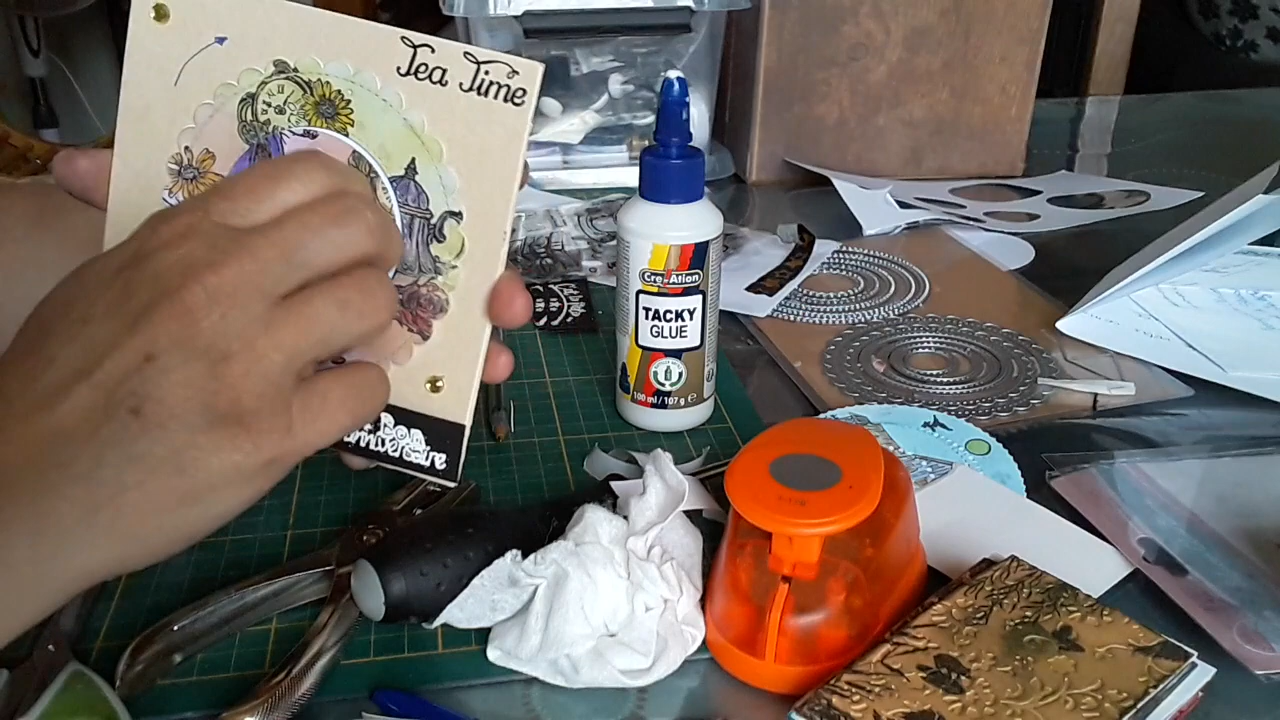 Tea Time
Bon
Anniversaire
Cre-Ation
TACKY
GLUE
100 ml / 107 g e